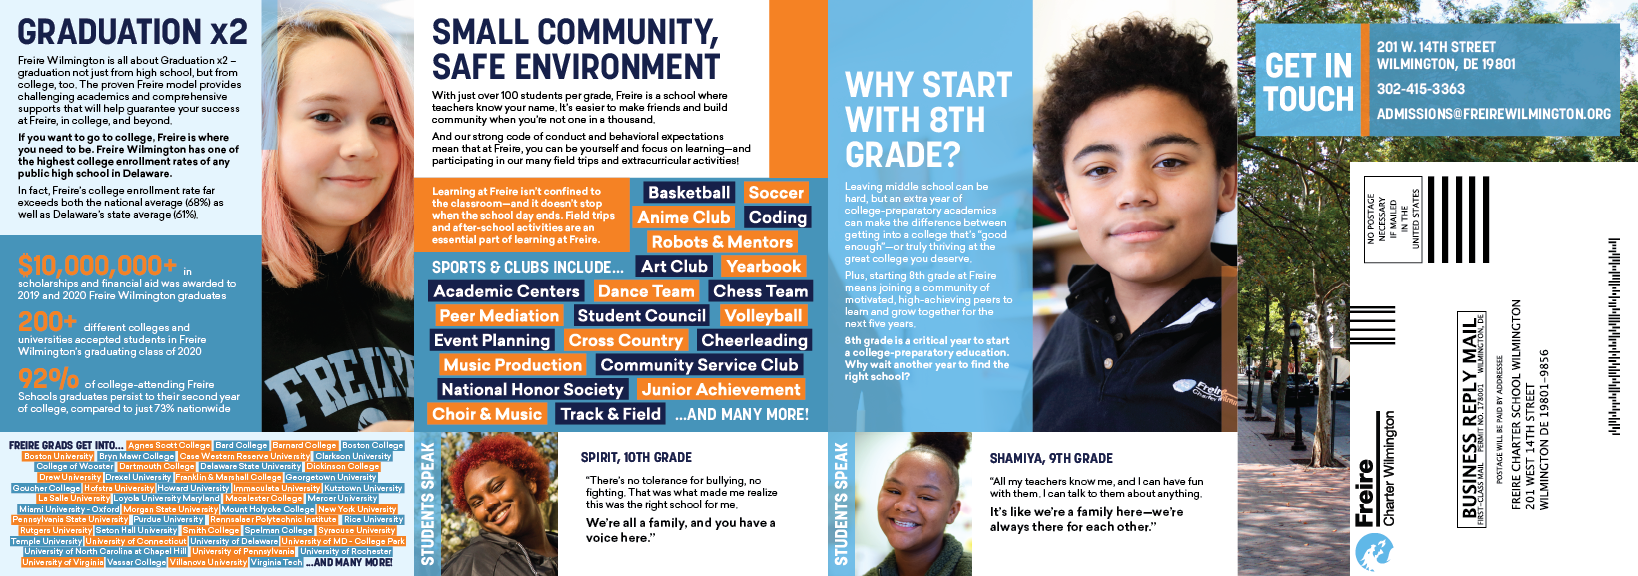 GRADUATION x2
Freire Wilmington is all about Graduation x2 –
graduation not just from high school, but from
college, too. The proven Freire model provides
challenging academics and comprehensive
supports that will help guarantee your success
at Freire, in college, and beyond.
If you want to go to college, Freire is where
you need to be. Freire Wilmington has one of
the highest college enrollment rates of any
public high school in Delaware.
In fact, Freire's college enrollment rate far
exceeds both the national average (68%) as
well as Delaware's state average (61%).
$10,000,000+ in
scholarships and financial aid was awarded to
2019 and 2020 Freire Wilmington graduates
200+ different colleges and
universities accepted students in Freire
Wilmington's graduating class of 2020
92% of college-attending Freire
Schools graduates persist to their second year
of college, compared to just 73% nationwide
FREIRE
FREIRE GRADS GET INTO... Agnes Scott College Bard College Barnard College Boston College
Boston University Bryn Mawr College Case Western Reserve University Clarkson University
College of Wooster Dartmouth College Delaware State University Dickinson College
Drew University Drexel University Franklin & Marshall College Georgetown University
Goucher College Hofstra University Howard University Immaculata University Kutztown University
La Salle University Loyola University Maryland Macalester College Mercer University
Miami University - Oxford Morgan State University Mount Holyoke College New York University
Pennsylvania State University Purdue University Rennsalaer Polytechnic Institute Rice University
Rutgers University Seton Hall University Smith College Spelman College Syracuse University
Temple University University of Connecticut University of Delaware University of MD - College Park
University of North Carolina at Chapel Hill University of Pennsylvania University of Rochester
University of Virginia Vassar College Villanova University Virginia Tech ...AND MANY MORE!
SMALL COMMUNITY,
SAFE ENVIRONMENT
With just over 100 students per grade, Freire is a school where
teachers know your name. It's easier to make friends and build
community when you're not one in a thousand.
And our strong code of conduct and behavioral expectations
mean that at Freire, you can be yourself and focus on learning—and
participating in our many field trips and extracurricular activities!
Learning at Freire isn't confined to
the classroom—and it doesn't stop
when the school day ends. Field trips
and after-school activities are an
essential part of learning at Freire.
SPORTS & CLUBS INCLUDE...
Basketball Soccer
Anime Club Coding
Robots & Mentors
Art Club Yearbook
Academic Centers Dance Team Chess Team
Peer Mediation Student Council Volleyball
Event Planning Cross Country Cheerleading
Music Production Community Service Club
National Honor Society Junior Achievement
Choir & Music Track & Field ...AND MANY MORE!
STUDENTS SPEAK
SPIRIT, 10TH GRADE
“There's no tolerance for bullying, no
fighting. That was what made me realize
this was the right school for me.
We're all a family, and you have a
voice here.”
WHY START
WITH 8TH
GRADE?
Leaving middle school can be
hard, but an extra year of
college-preparatory academics
can make the difference between
getting into a college that's “good
enough”—or truly thriving at the
great college you deserve.
Plus, starting 8th grade at Freire
means joining a community of
motivated, high-achieving peers to
learn and grow together for the
next five years.
8th grade is a critical year to start
a college-preparatory education.
Why wait another year to find the
right school?
Freire
Charter Wilmin
STUDENTS SPEAK
SHAMIYA, 9TH GRADE
“All my teachers know me, and I can have fun
with them. I can talk to them about anything.
It's like we're a family here—we're
always there for each other.”
GET IN
TOUCH
201 W. 14TH STREET
WILMINGTON, DE 19801
302-415-3363
ADMISSIONS@FREIREWILMINGTON.ORG
NO POSTAGE
NECESSARY
IF MAILED
IN THE
UNITED STATES
BUSINESS REPLY MAIL
FIRST-CLASS MAIL PERMIT NO. 178001 WILMINGTON, DE
POSTAGE WILL BE PAID BY ADDRESSEE
FREIRE CHARTER SCHOOL WILMINGTON
201 WEST 14TH STREET
WILMINGTON DE 19801-9856
Freire
Charter Wilmington